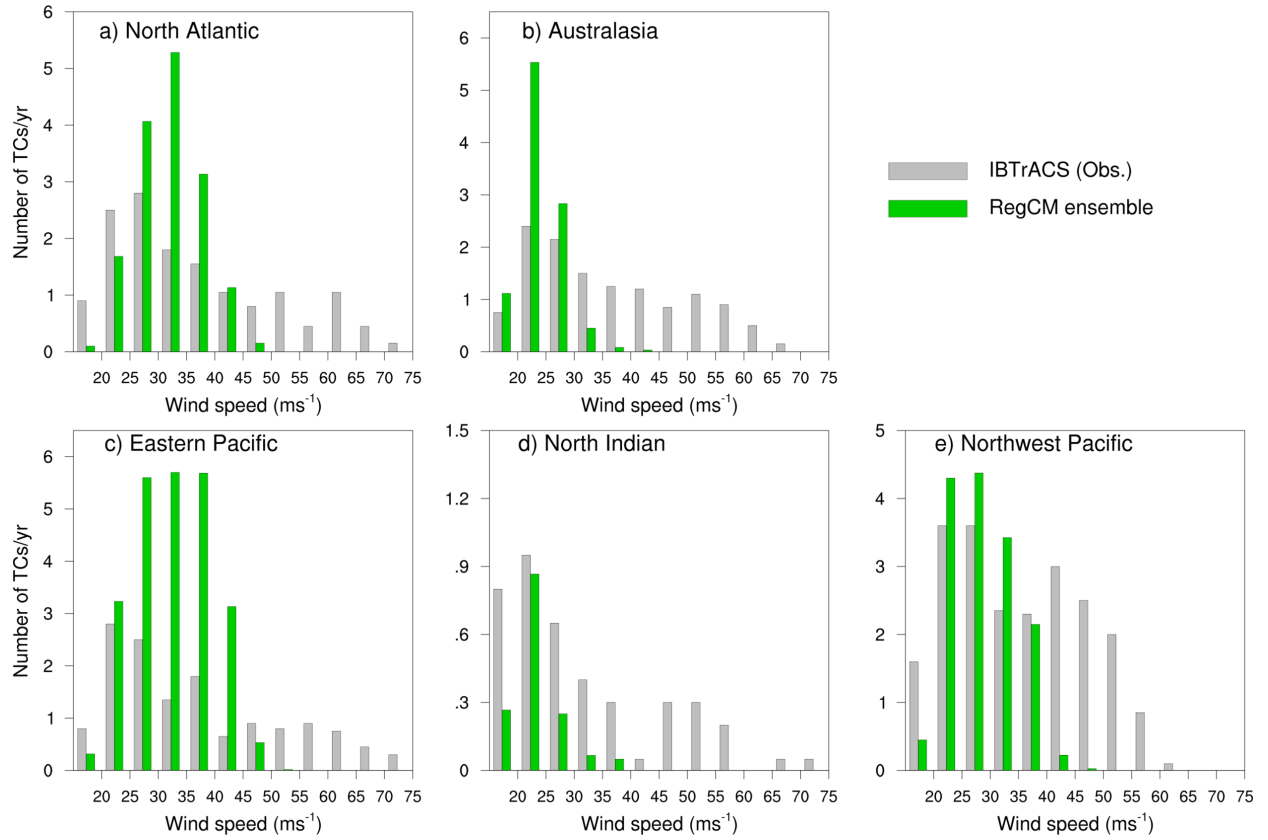 a) North Atlantic
Number of TCs/yr
6
5
4
3
2
1
0
20 25 30 35 40 45 50 55 60 65 70 75
Wind speed (ms⁻¹)
b) Australasia
6
5
4
3
2
1
0
20 25 30 35 40 45 50 55 60 65 70 75
Wind speed (ms⁻¹)
IBTrACS (Obs.)
RegCM ensemble
c) Eastern Pacific
Number of TCs/yr
6
5
4
3
2
1
0
20 25 30 35 40 45 50 55 60 65 70 75
Wind speed (ms⁻¹)
d) North Indian
1.5
1.2
.9
.6
.3
0
20 25 30 35 40 45 50 55 60 65 70 75
Wind speed (ms⁻¹)
e) Northwest Pacific
5
4
3
2
1
0
20 25 30 35 40 45 50 55 60 65 70 75
Wind speed (ms⁻¹)